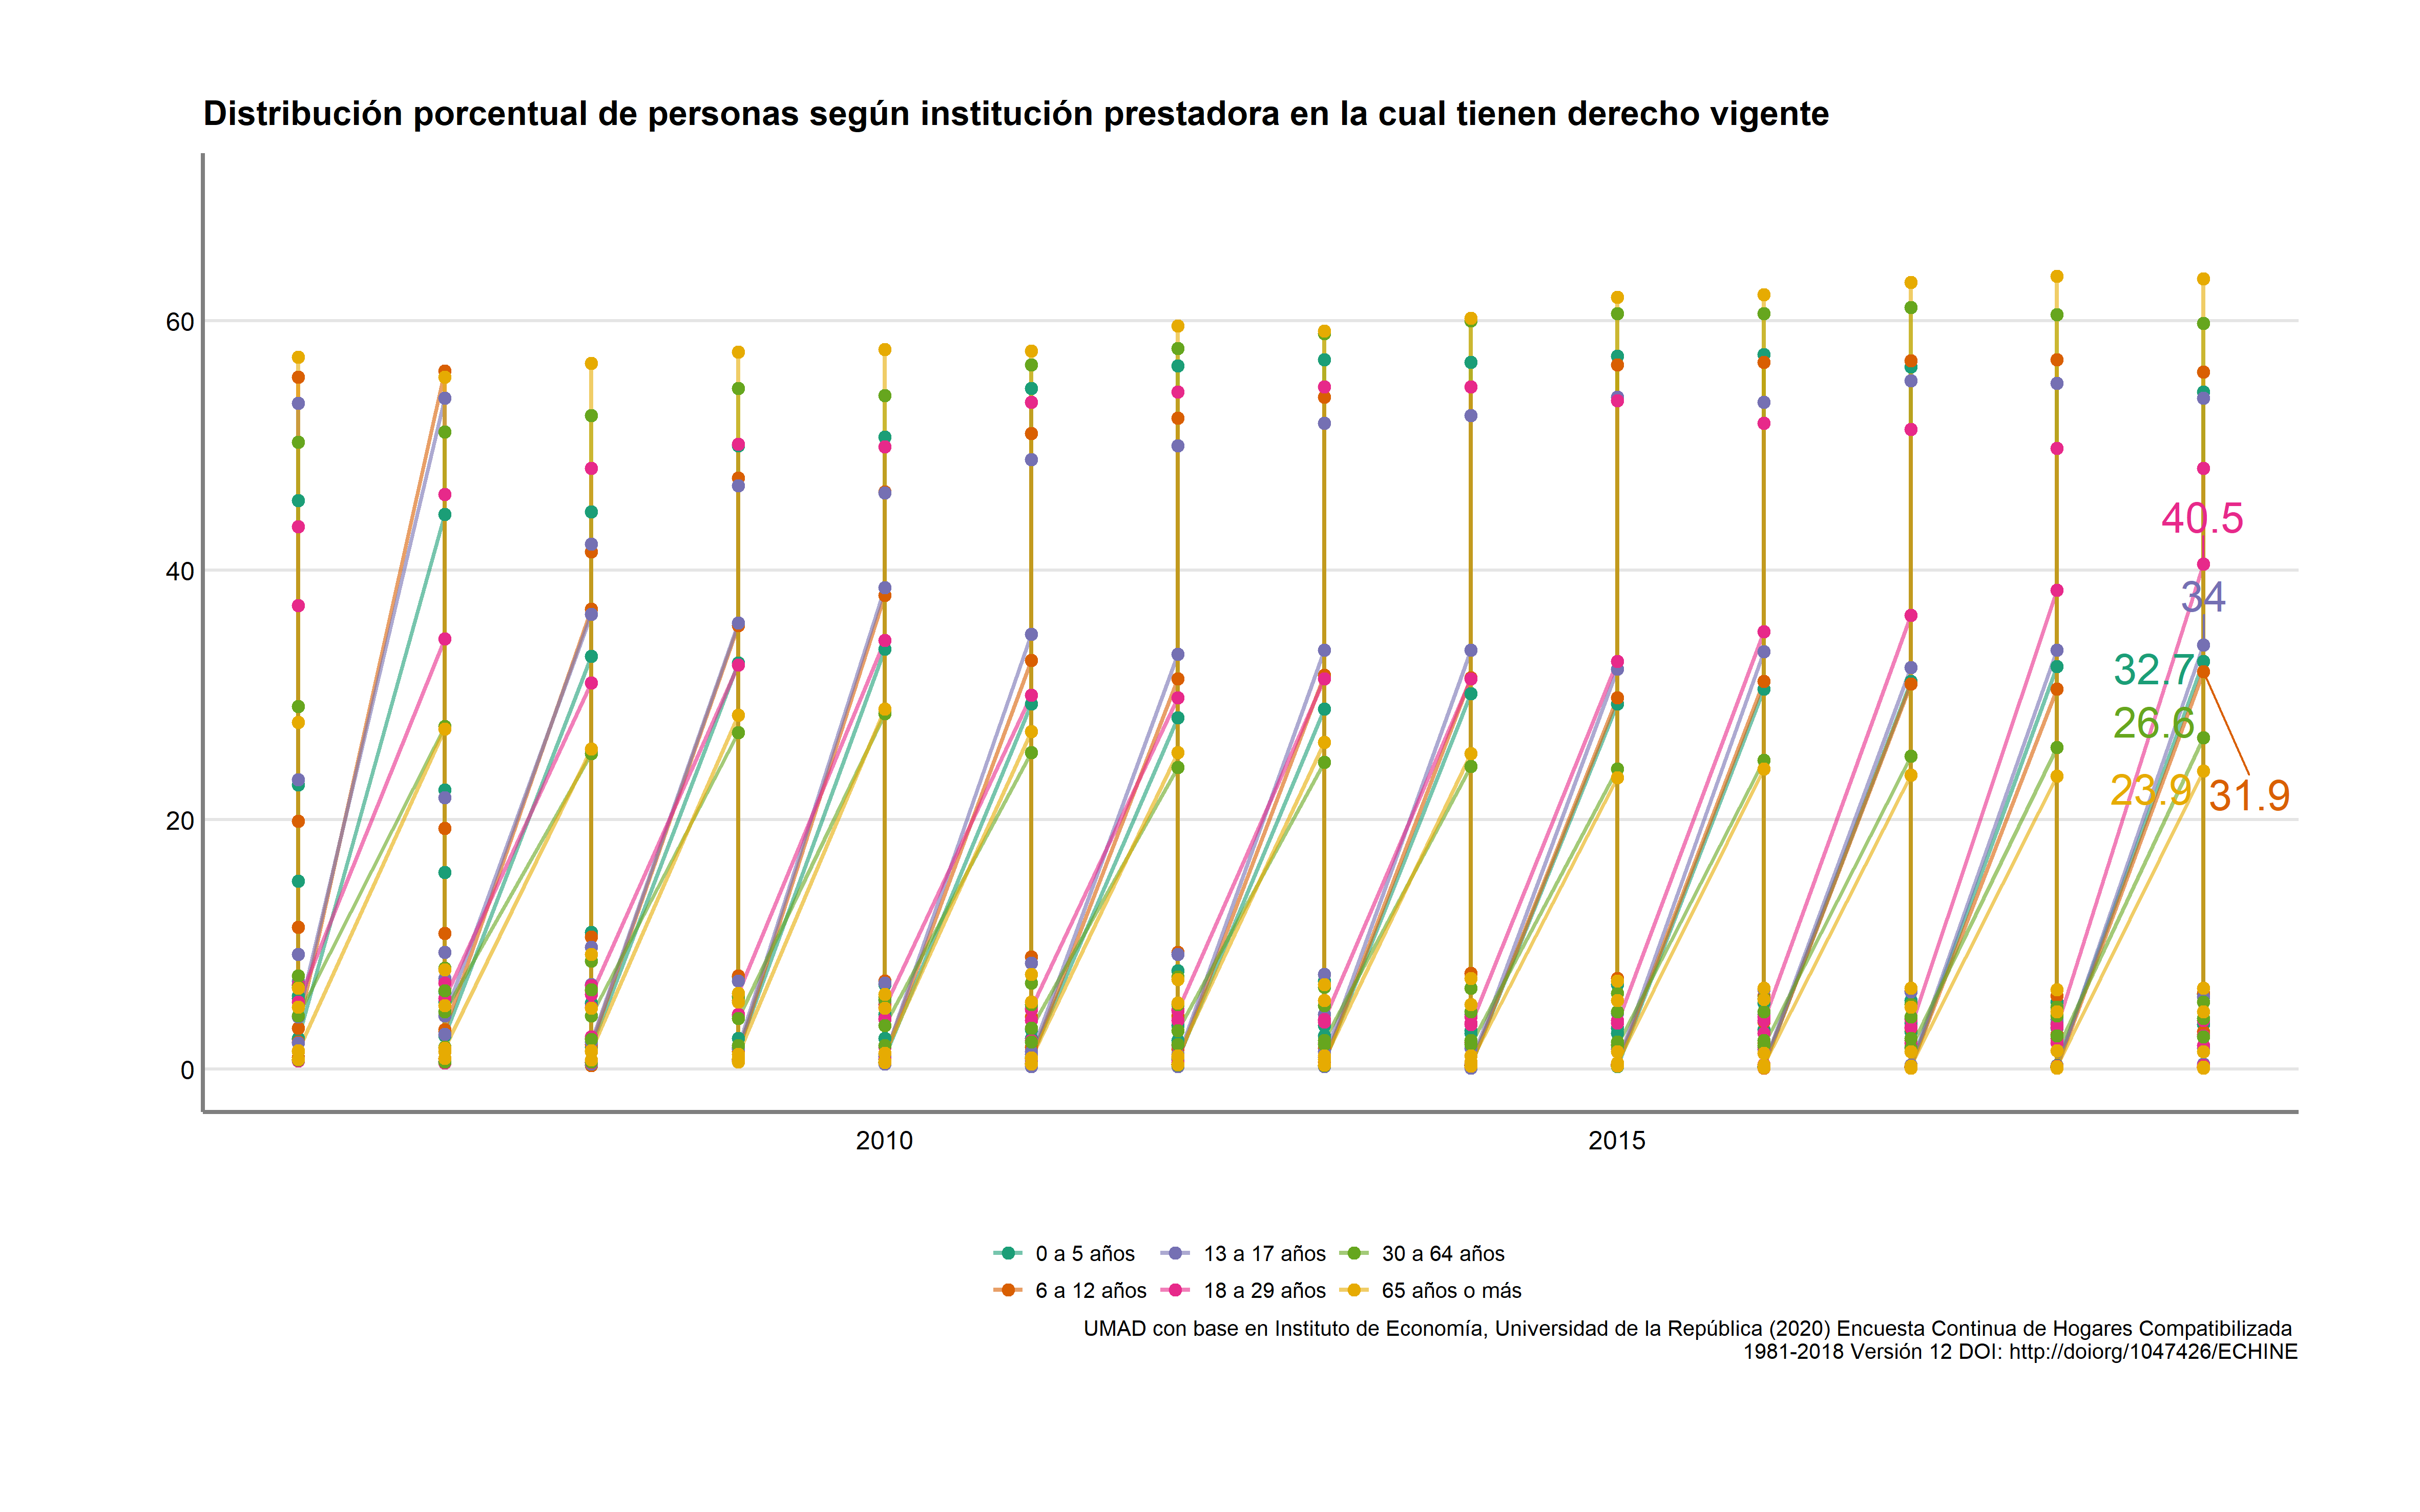 Distribución porcentual de personas según institución prestadora en la cual tienen derecho vigente
60
40
20
0
40.5
34
32.7
26.6
23.9
31.9
2010
2015
0 a 5 años
13 a 17 años
30 a 64 años
6 a 12 años
18 a 29 años
65 años o más
UMAD con base en Instituto de Economía, Universidad de la República (2020) Encuesta Continua de Hogares Compatibilizada
1981-2018 Versión 12 DOI: http://doiorg/1047426/ECHINE